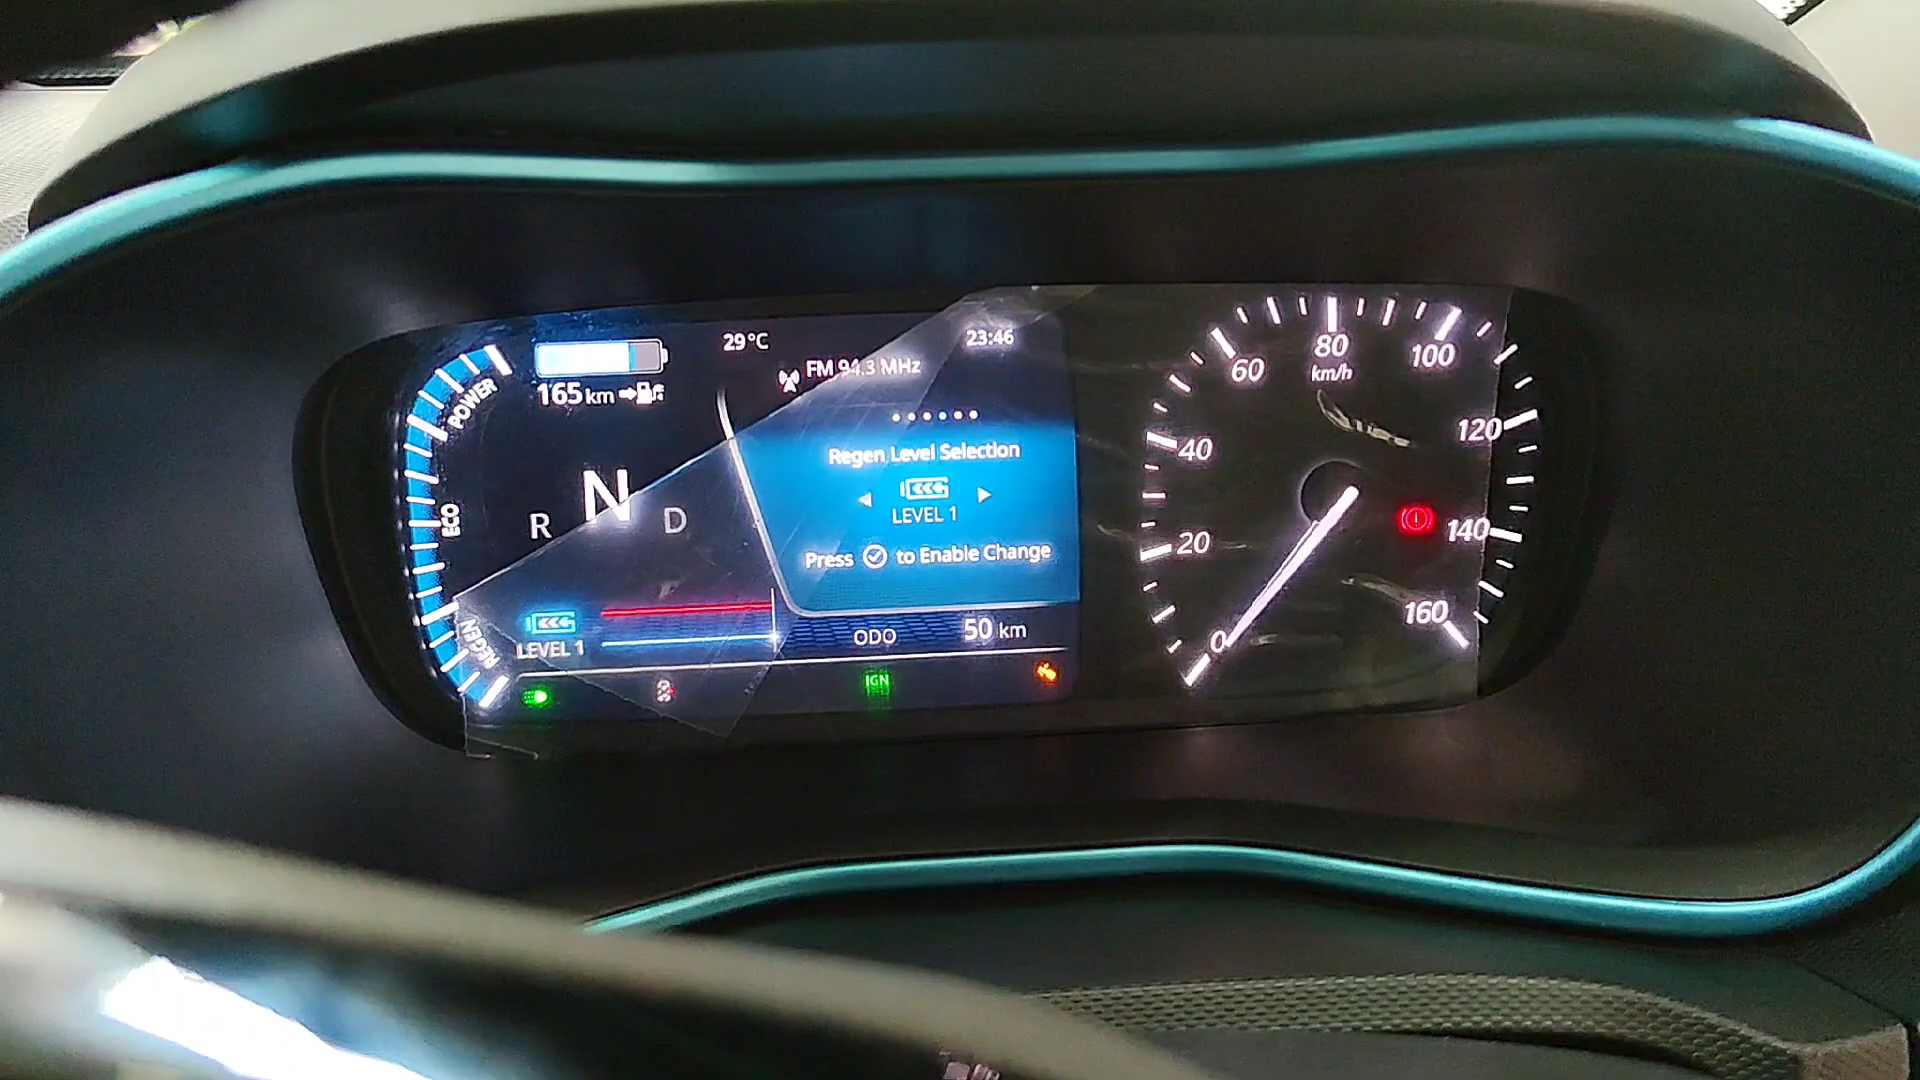 29°C
23:46
FM 94.3 MHz
165 km
POWER
ECO
REGEN
R N D
Regen Level Selection
LEVEL 1
Press to Enable Change
LEVEL 1
ODO 50 km
IGN
0
20
40
60
80
100
120
140
160
km/h